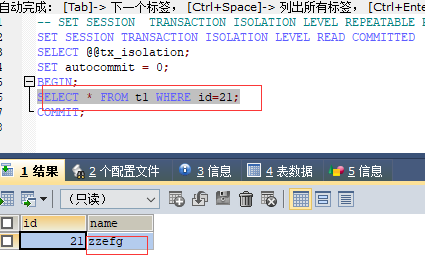 自动完成: [Tab]-> 下一个标签, [Ctrl+Space]-> 列出所有标签, [Ctrl+Ente
-- SET SESSION  TRANSACTION ISOLATION LEVEL REPEATABLE R
SET SESSION TRANSACTION ISOLATION LEVEL READ COMMITTED
SELECT @@tx_isolation;
SET autocommit = 0;
BEGIN;
SELECT * FROM t1 WHERE id=21;
COMMIT;
1 结果 2 个配置文件 3 信息 4 表数据 5 信息
(只读)
id name
21 zzefg